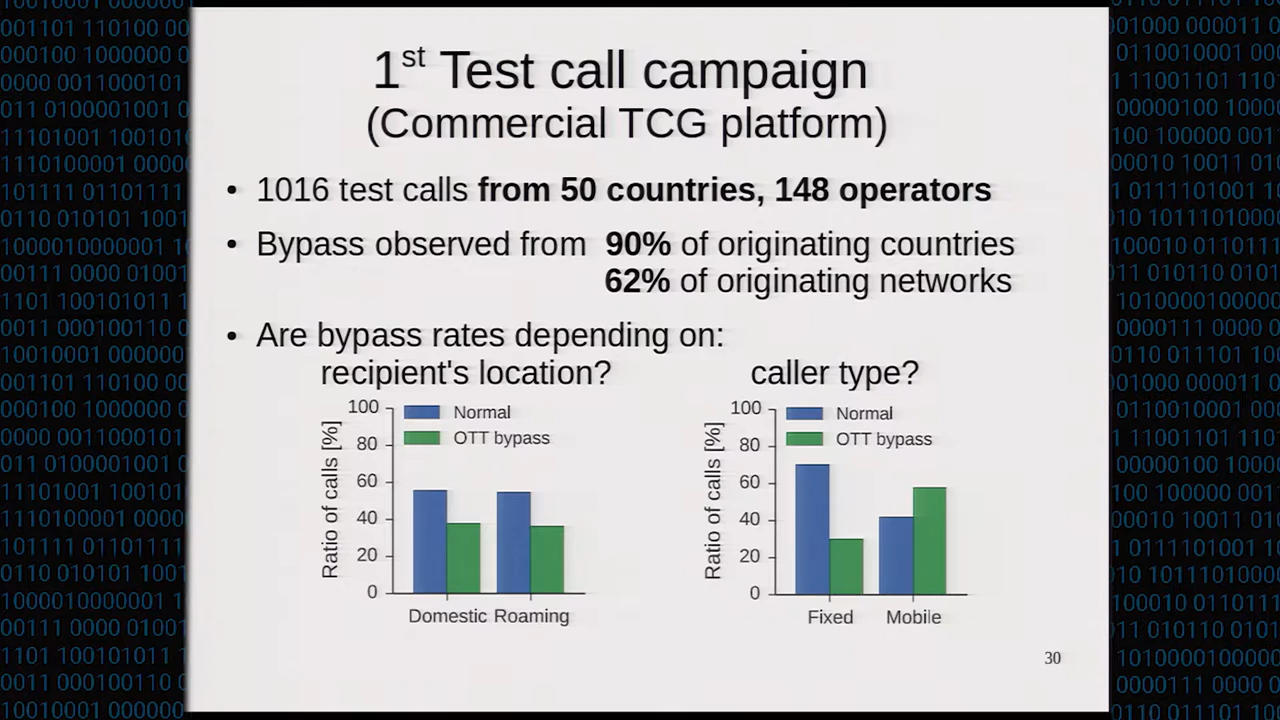 1st Test call campaign
(Commercial TCG platform)
• 1016 test calls from 50 countries, 148 operators
• Bypass observed from 90% of originating countries
62% of originating networks
• Are bypass rates depending on:
recipient's location? caller type?
100
80
60
40
20
0
Ratio of calls [%]
Normal
OTT bypass
Domestic Roaming
100
80
60
40
20
0
Ratio of calls [%]
Normal
OTT bypass
Fixed Mobile
30